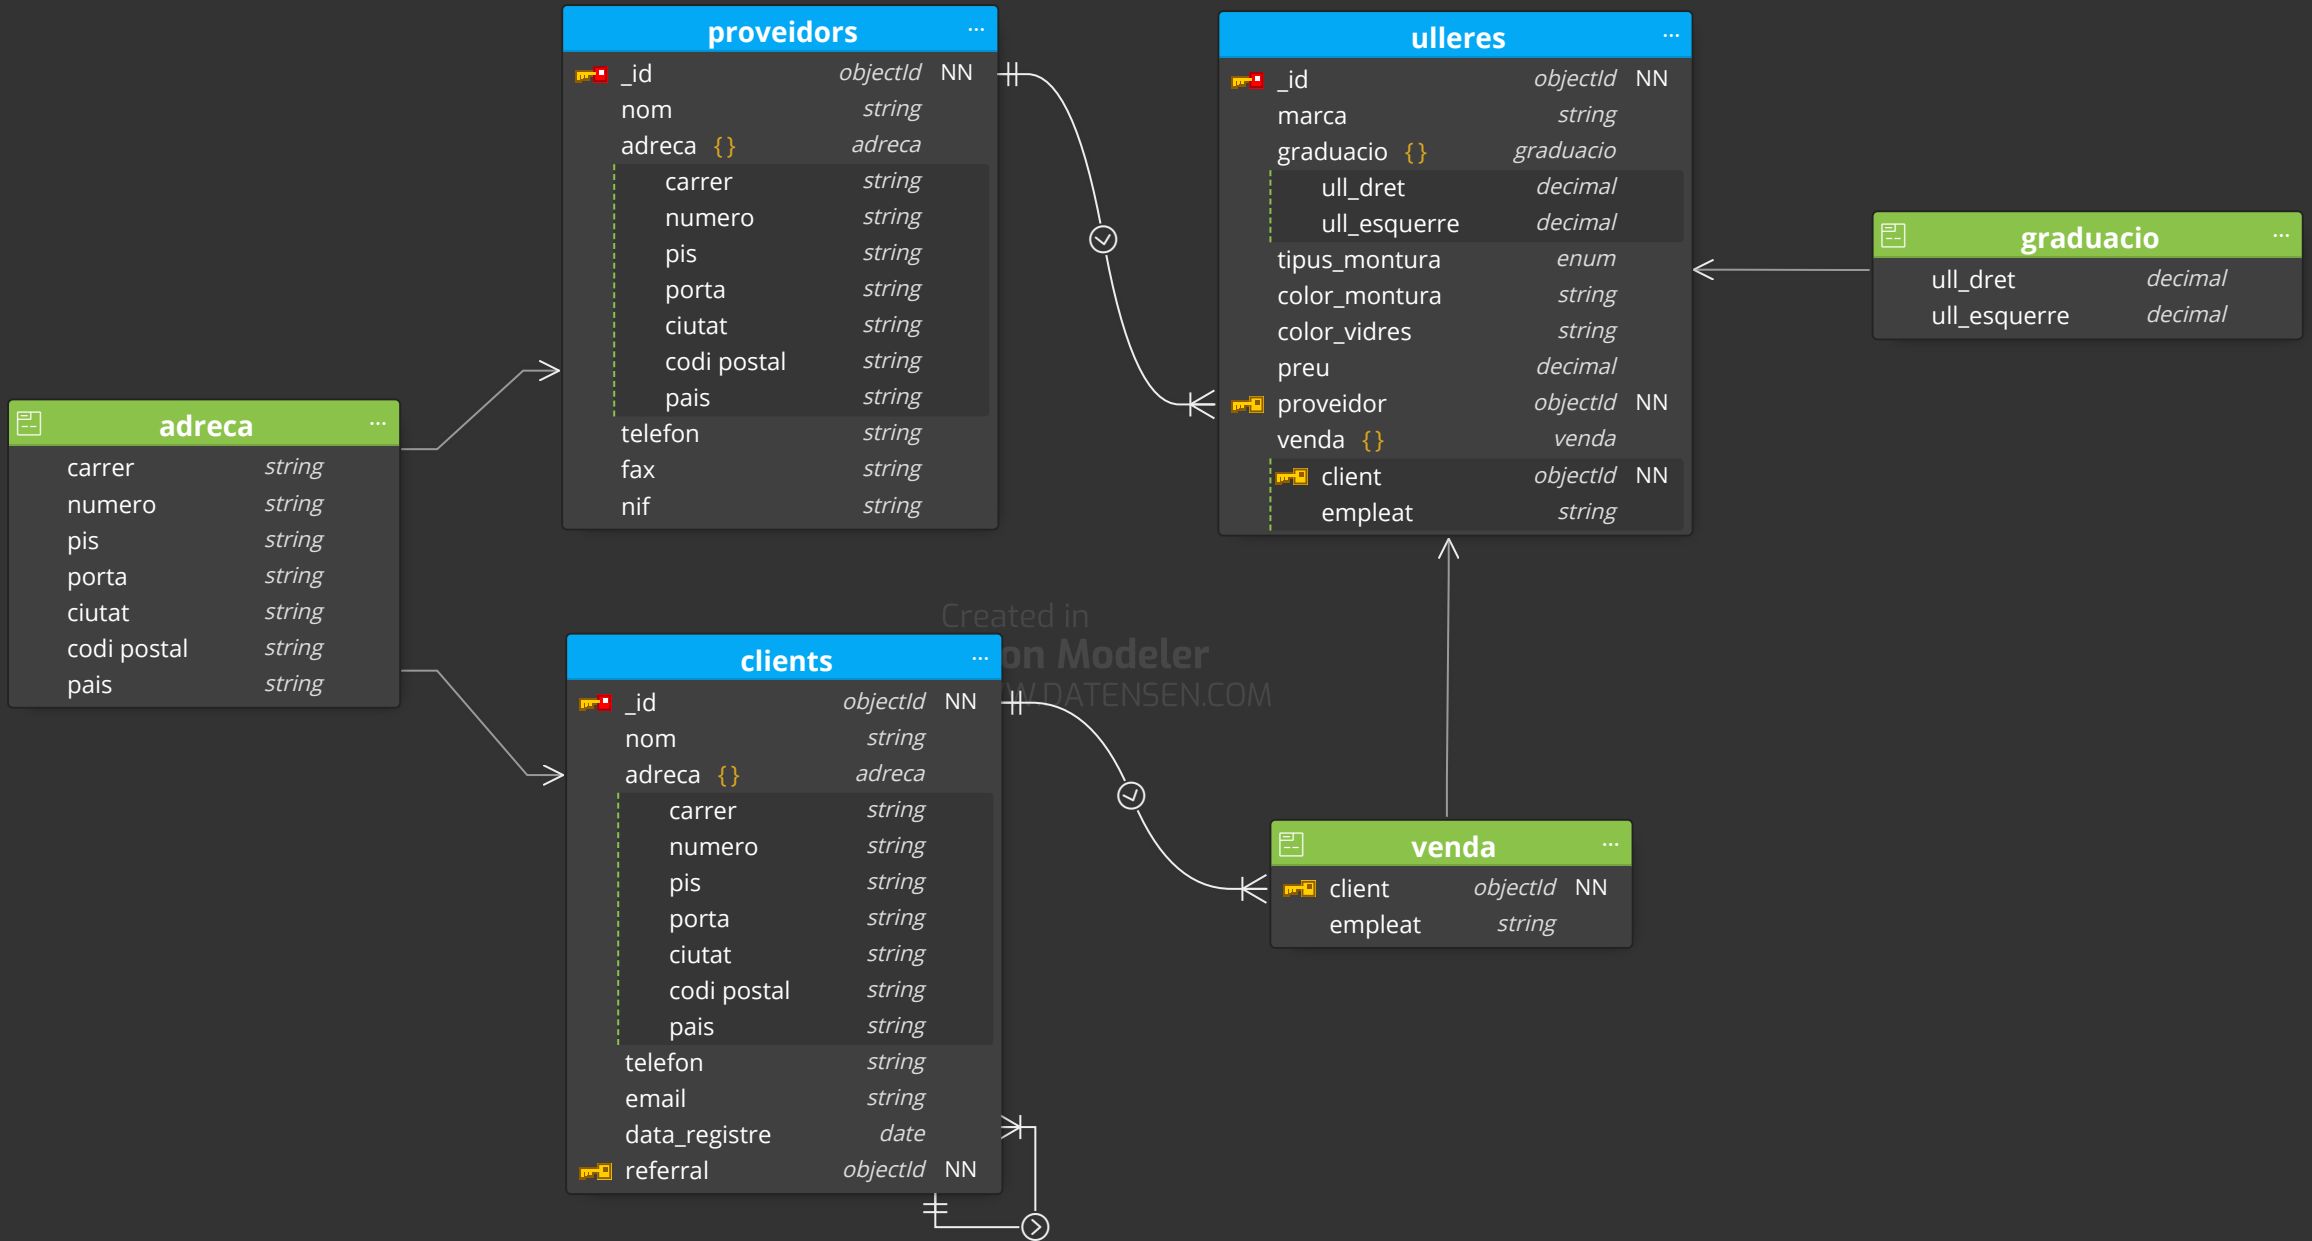 proveidors ...
_id objectId NN
nom string
adreca {} adreca
carrer string
numero string
pis string
porta string
ciutat string
codi postal string
pais string
telefon string
fax string
nif string
ulleres ...
_id objectId NN
marca string
graduacio {} graduacio
ull_dret decimal
ull_esquerre decimal
tipus_montura enum
color_montura string
color_vidres string
preu decimal
proveidor objectId NN
venda {} venda
client objectId NN
empleat string
graduacio ...
ull_dret decimal
ull_esquerre decimal
adreca ...
carrer string
numero string
pis string
porta string
ciutat string
codi postal string
pais string
Created in
on Modeler
W.DATENSEN.COM
clients ...
_id objectId NN
nom string
adreca {} adreca
carrer string
numero string
pis string
porta string
ciutat string
codi postal string
pais string
telefon string
email string
data_registre date
referral objectId NN
venda ...
client objectId NN
empleat string